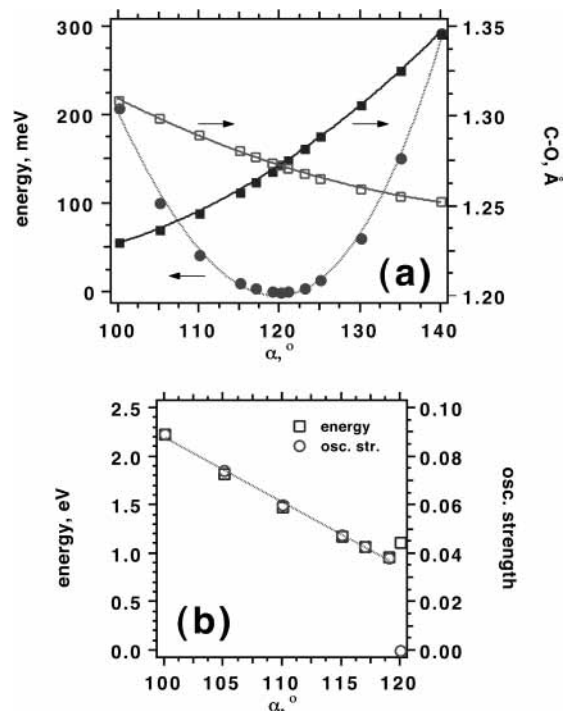 300
200
100
0
energy, meV
1.35
1.30
1.25
1.20
C-O, Å
(a)
100 110 120 130 140
α, °
2.5
2.0
1.5
1.0
0.5
0.0
energy, eV
energy
osc. str.
0.10
0.08
0.06
0.04
0.02
0.00
osc. strength
(b)
100 105 110 115 120
α, °